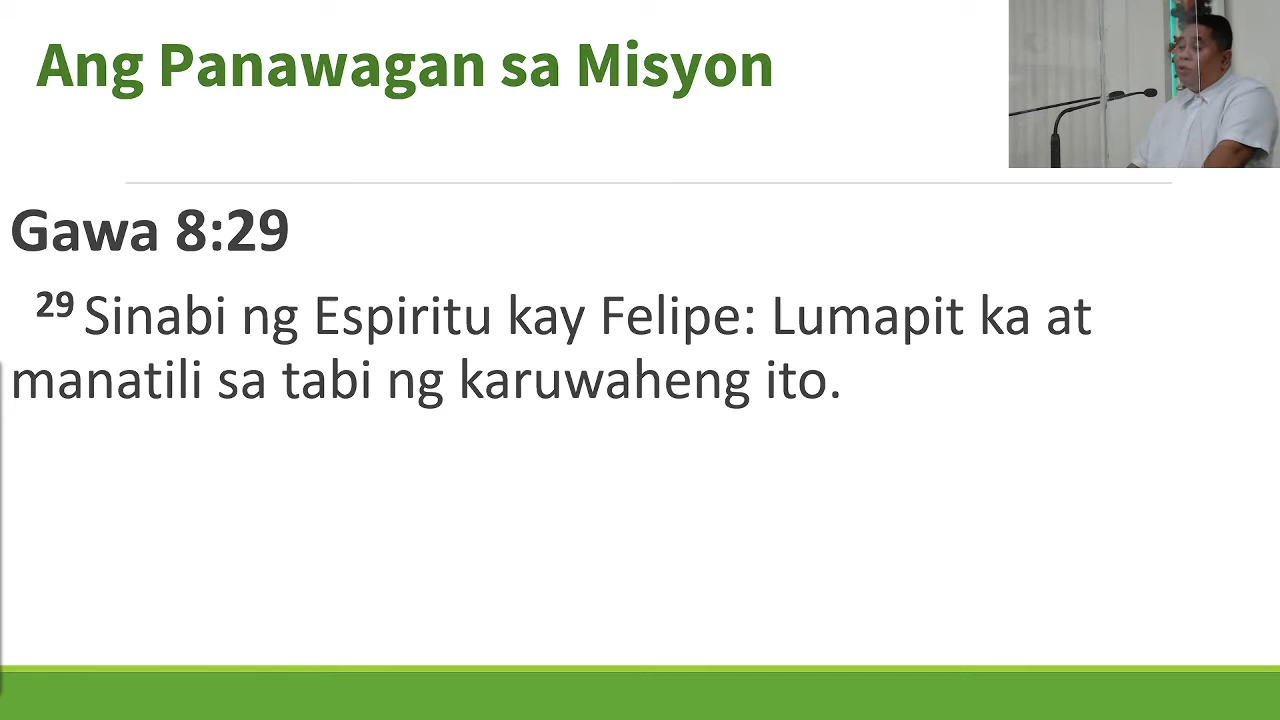 Ang Panawagan sa Misyon
Gawa 8:29
29 Sinabi ng Espiritu kay Felipe: Lumapit ka at
manatili sa tabi ng karuwaheng ito.